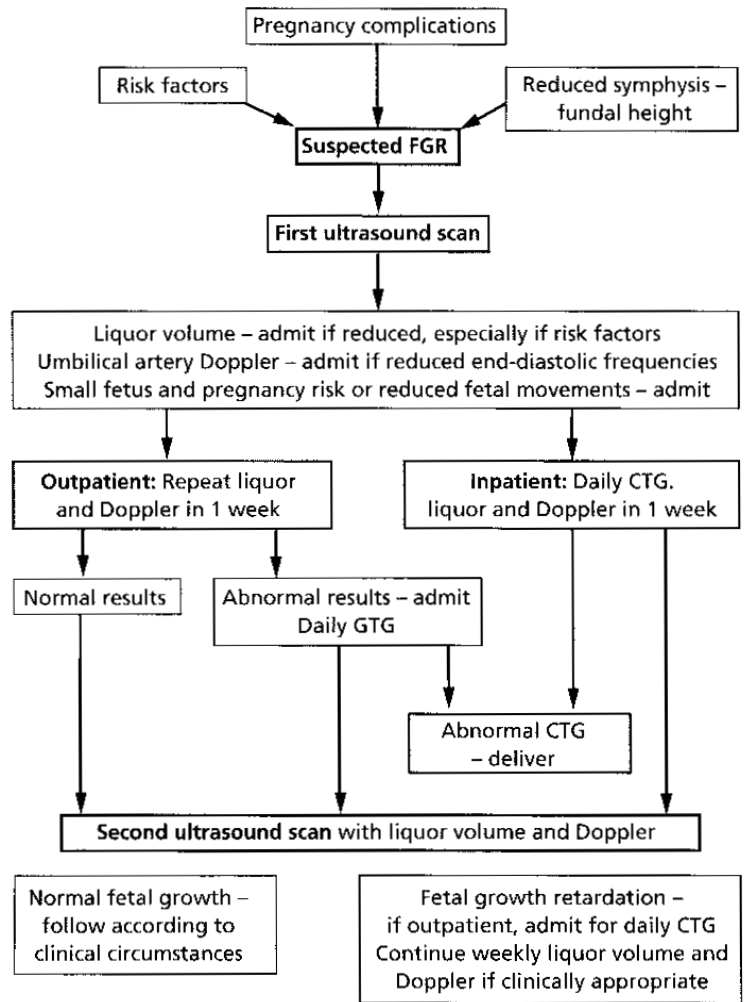 Pregnancy complications
Risk factors
Reduced symphysis –
fundal height
Suspected FGR
First ultrasound scan
Liquor volume – admit if reduced, especially if risk factors
Umbilical artery Doppler – admit if reduced end-diastolic frequencies
Small fetus and pregnancy risk or reduced fetal movements – admit
Outpatient: Repeat liquor
and Doppler in 1 week
Inpatient: Daily CTG.
liquor and Doppler in 1 week
Normal results
Abnormal results – admit
Daily GTG
Abnormal CTG
– deliver
Second ultrasound scan with liquor volume and Doppler
Normal fetal growth –
follow according to
clinical circumstances
Fetal growth retardation –
if outpatient, admit for daily CTG
Continue weekly liquor volume and
Doppler if clinically appropriate